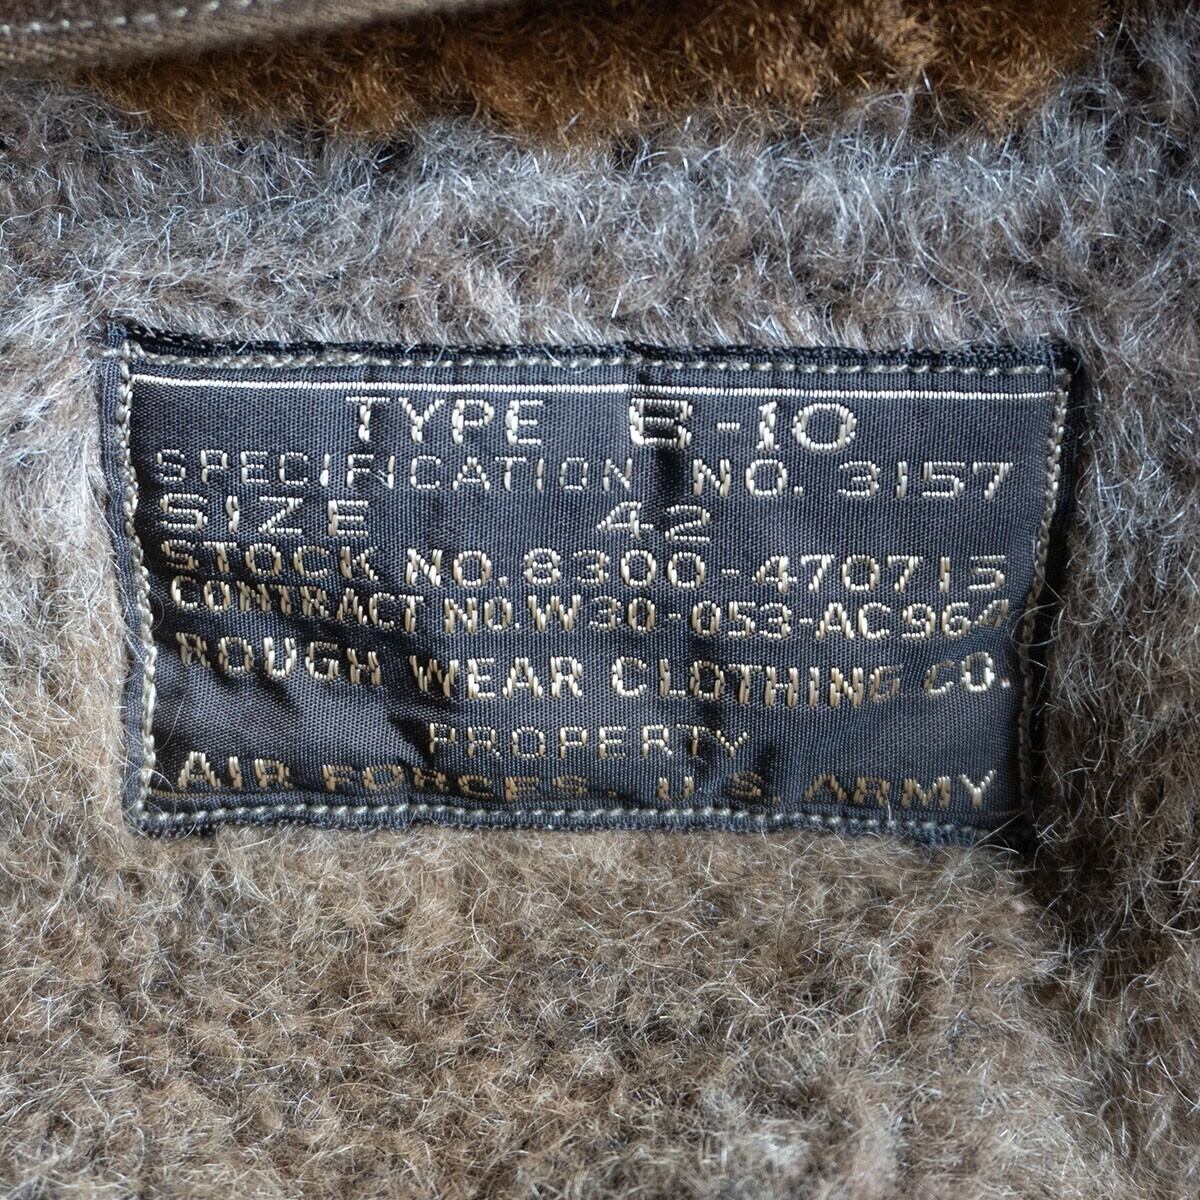 TYPE B-10
SPECIFICATION NO. 3157
SIZE 42
STOCK NO. 8300-470715
CONTRACT NO. W30-053-AC964
ROUGH WEAR CLOTHING CO.
PROPERTY
AIR FORCES, U.S. ARMY